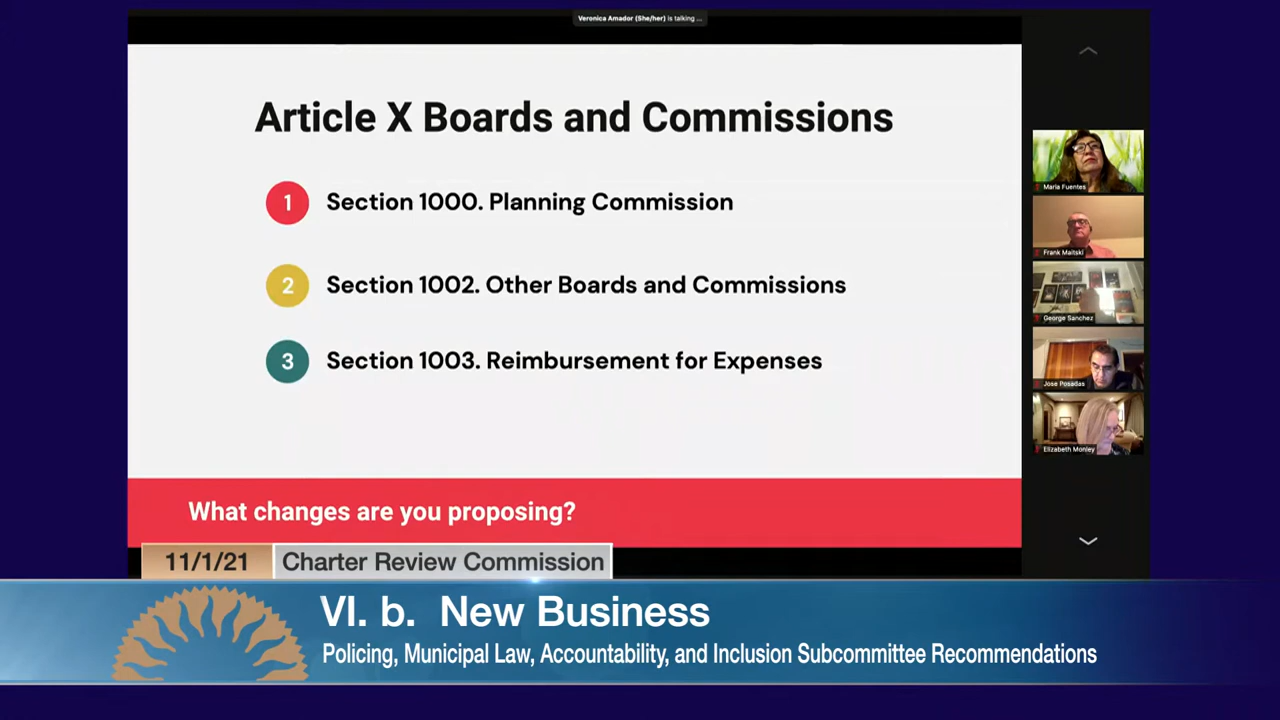 Veronica Amador (She/her) is talking ...
Article X Boards and Commissions
1 Section 1000. Planning Commission
2 Section 1002. Other Boards and Commissions
3 Section 1003. Reimbursement for Expenses
What changes are you proposing?
Maria Fuentes
Frank Maitski
George Sanchez
Jose Posadas
Elizabeth Monley
11/1/21 Charter Review Commission
VI. b. New Business
Policing, Municipal Law, Accountability, and Inclusion Subcommittee Recommendations